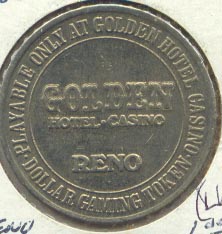 PLAYABLE ONLY AT GOLDEN HOTEL CASINO
GOLDEN
HOTEL-CASINO
RENO
·DOLLAR GAMING TOKEN·